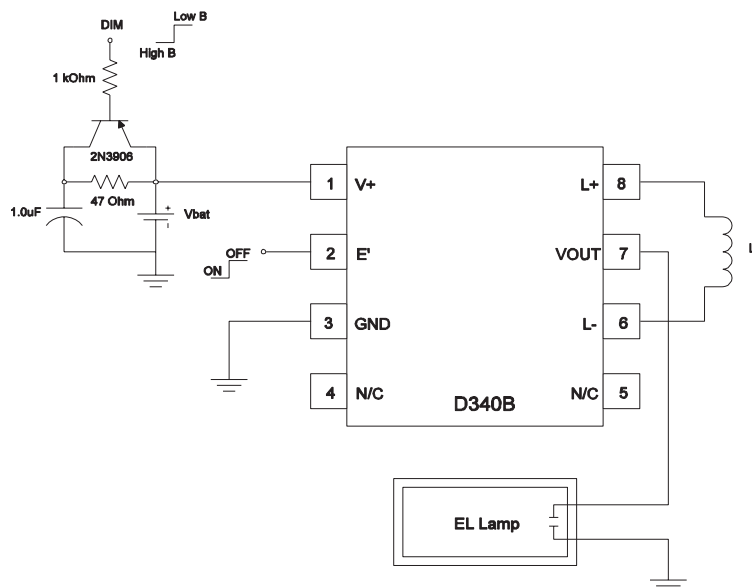 Low B
DIM
High B
1 kOhm
2N3906
47 Ohm
1.0uF
Vbat
+
-
OFF
ON
1 V+
2 E'
3 GND
4 N/C
L+ 8
VOUT 7
L- 6
N/C 5
D340B
L
EL Lamp